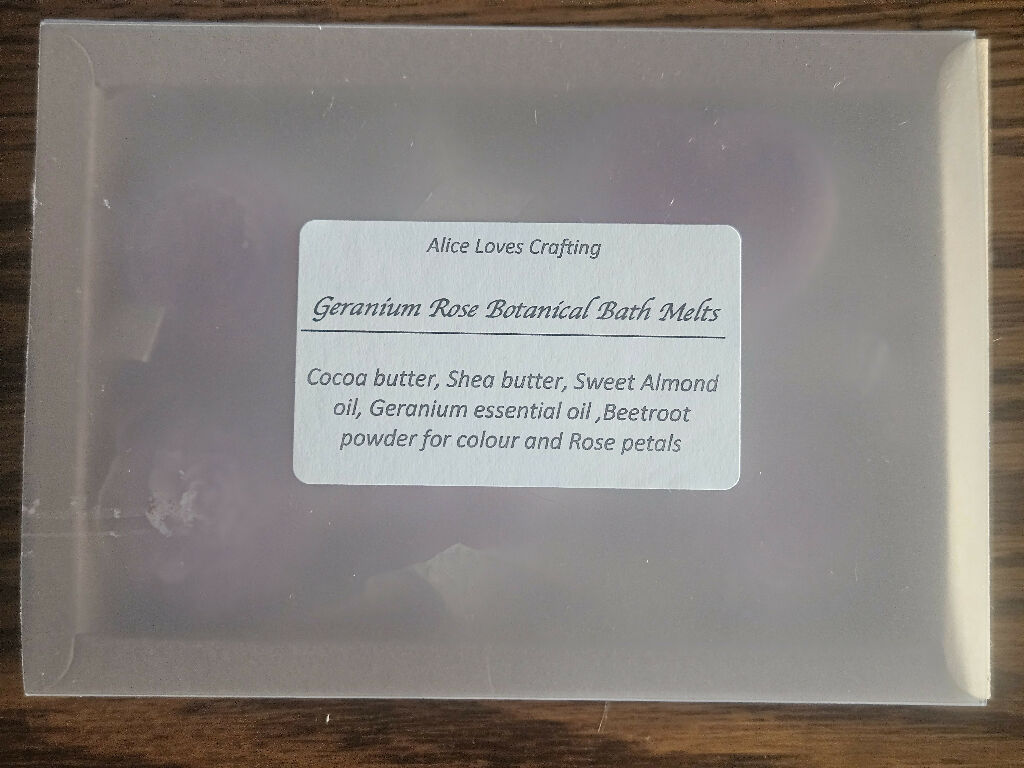 Alice Loves Crafting
Geranium Rose Botanical Bath Melts
Cocoa butter, Shea butter, Sweet Almond
oil, Geranium essential oil ,Beetroot
powder for colour and Rose petals